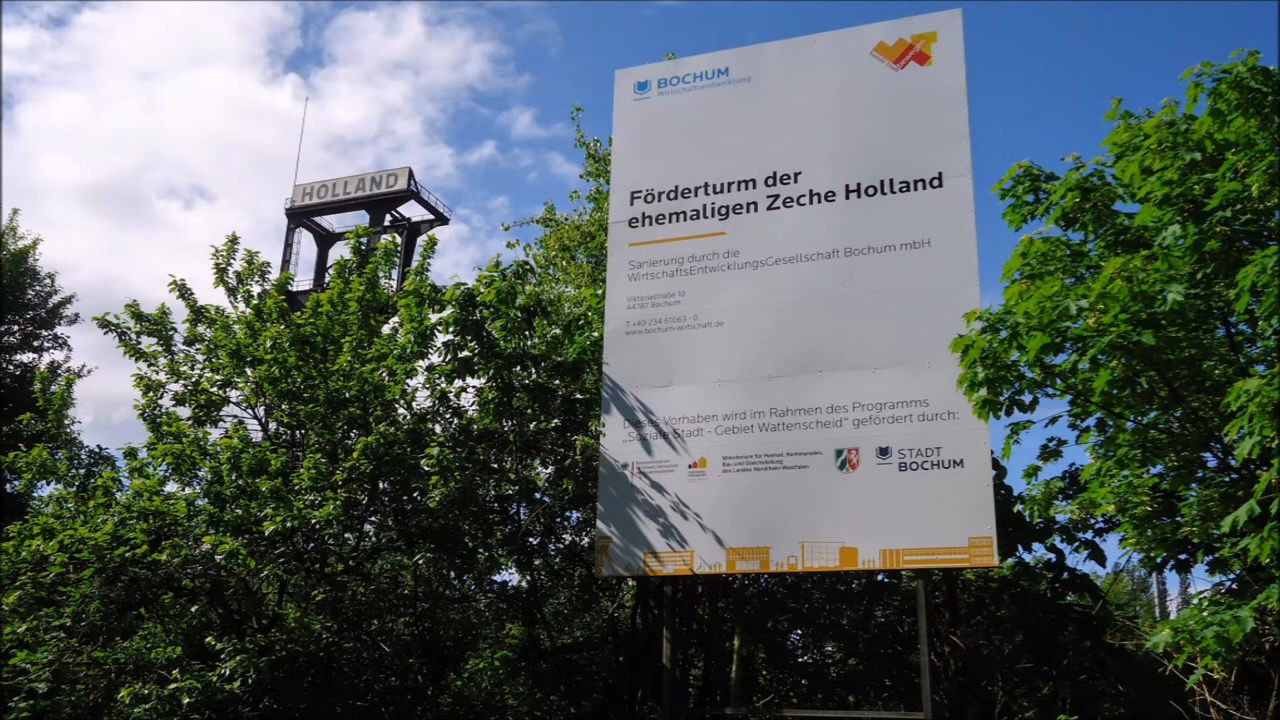 HOLLAND
BOCHUM
Wirtschaftsentwicklung
Förderturm der
ehemaligen Zeche Holland
Sanierung durch die
WirtschaftsEntwicklungsGesellschaft Bochum mbH
Viktoriastraße 10
44787 Bochum
T +49 234 61063 - 0
www.bochum-wirtschaft.de
Dieses Vorhaben wird im Rahmen des Programms
„Soziale Stadt - Gebiet Wattenscheid“ gefördert durch:
Ministerium für Heimat, Kommunales,
Bau und Gleichstellung
des Landes Nordrhein-Westfalen
STADT
BOCHUM